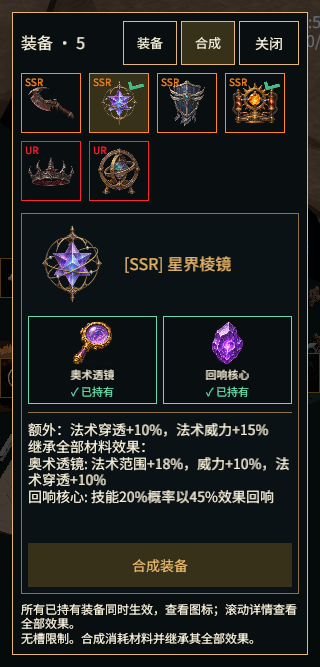 装备 · 5
装备
合成
关闭
SSR
SSR
SSR
SSR
UR
UR
[SSR] 星界棱镜
奥术透镜
✓已持有
回响核心
✓已持有
额外：法术穿透+10%，法术威力+15%
继承全部材料效果：
奥术透镜: 法术范围+18%，威力+10%，法
术穿透+10%
回响核心: 技能20%概率以45%效果回响
合成装备
所有已持有装备同时生效，查看图标；滚动详情查看
全部效果。
无槽限制。合成消耗材料并继承其全部效果。